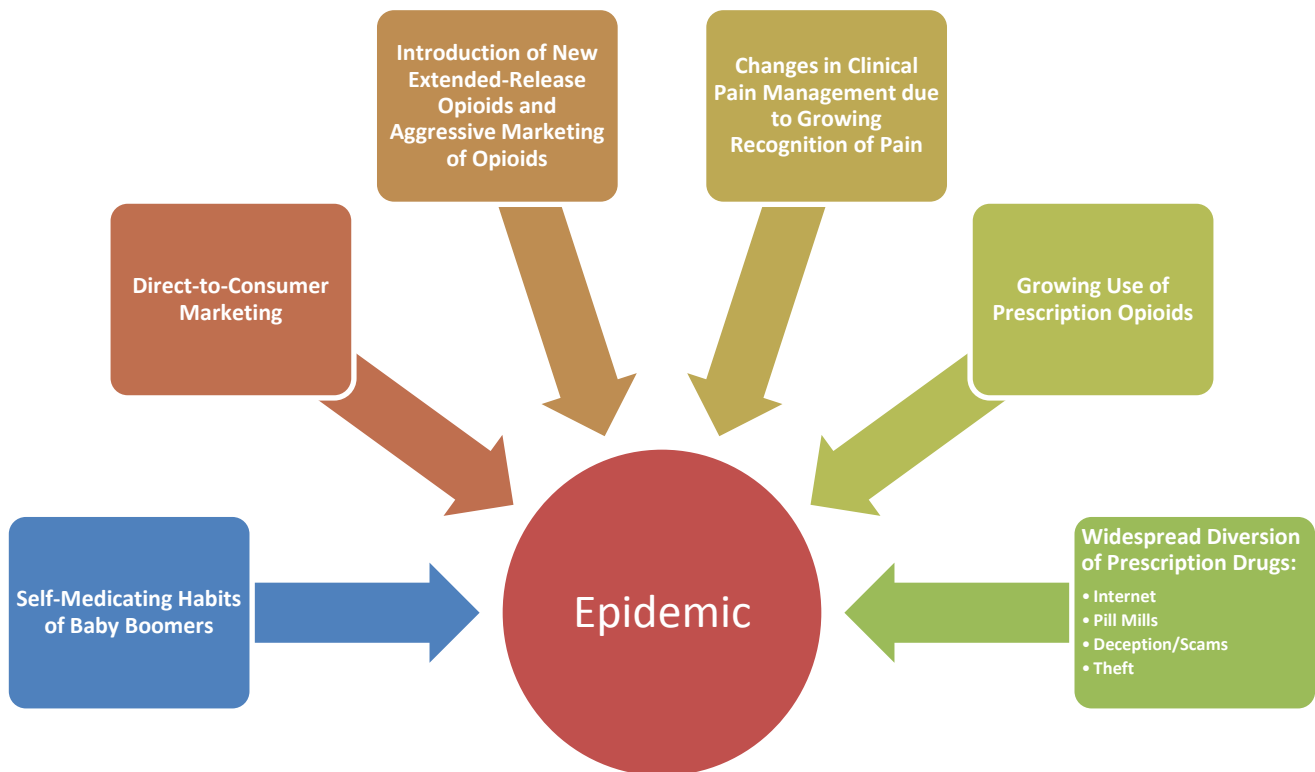 Introduction of New
Extended-Release
Opioids and
Aggressive Marketing
of Opioids
Changes in Clinical
Pain Management due
to Growing
Recognition of Pain
Direct-to-Consumer
Marketing
Growing Use of
Prescription Opioids
Self-Medicating Habits
of Baby Boomers
Epidemic
Widespread Diversion
of Prescription Drugs:
• Internet
• Pill Mills
• Deception/Scams
• Theft